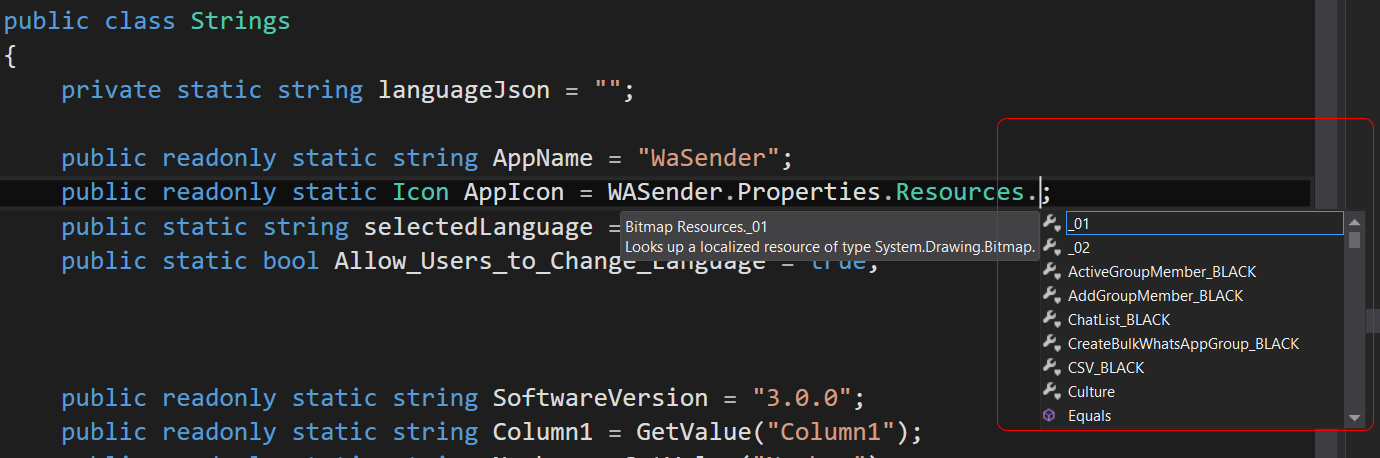 public class Strings
{
private static string languageJson = "";
public readonly static string AppName = "WaSender";
public readonly static Icon AppIcon = WASender.Properties.Resources.;
public static string selectedLanguage =
Bitmap Resources._01
Looks up a localized resource of type System.Drawing.Bitmap.
public static bool Allow_Users_to_Change_Language = true;
_01
_02
ActiveGroupMember_BLACK
AddGroupMember_BLACK
ChatList_BLACK
CreateBulkWhatsAppGroup_BLACK
CSV_BLACK
Culture
Equals
public readonly static string SoftwareVersion = "3.0.0";
public readonly static string Column1 = GetValue("Column1");